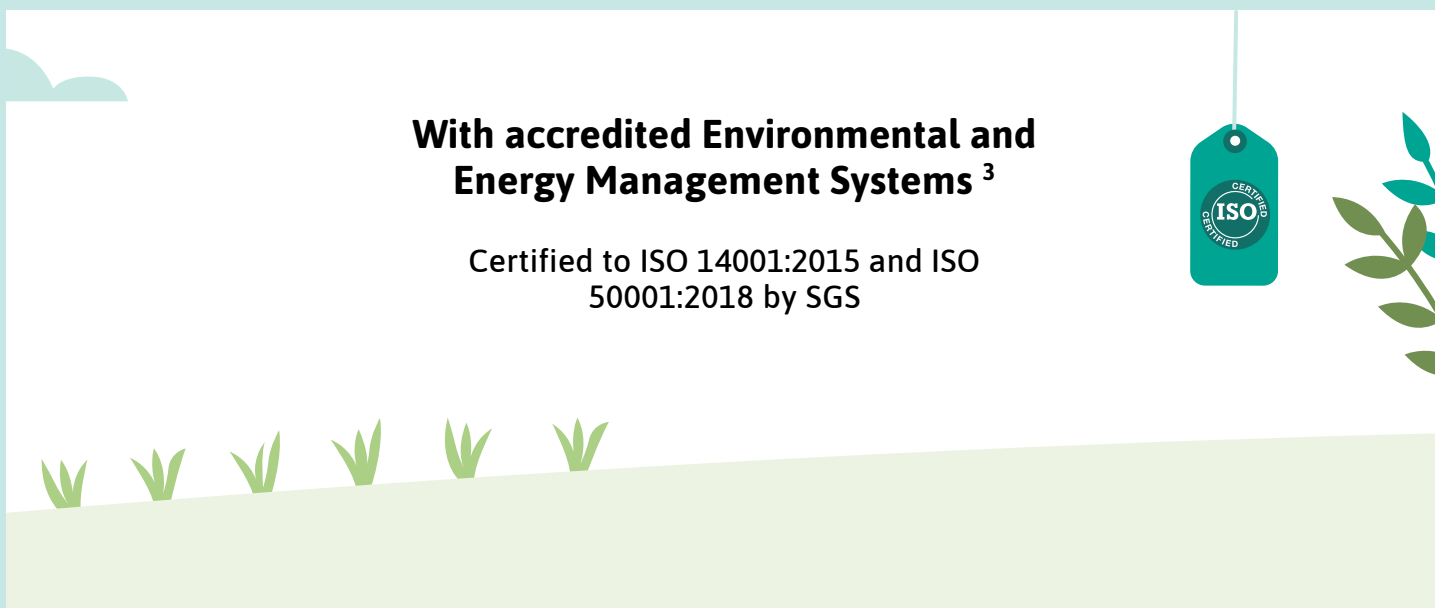 With accredited Environmental and
Energy Management Systems ³
Certified to ISO 14001:2015 and ISO
50001:2018 by SGS
CERTIFIED
ISO
CERTIFIED